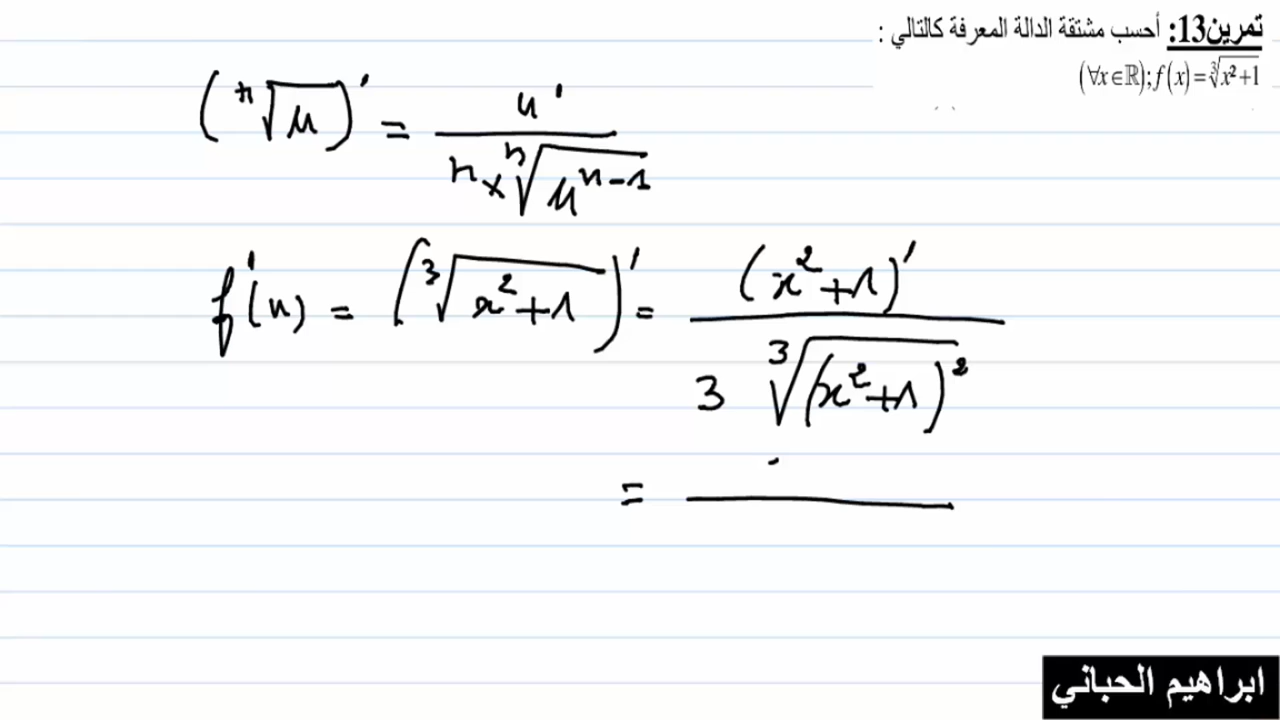 تمرين13: أحسب مشتقة الدالة المعرفة كالتالي :
(∀x∈ℝ); f(x)=∛(x²+1)
(ⁿ√u)' = u' / (n × ⁿ√(uⁿ⁻¹))
f'(x) = (∛(x²+1))' = (x²+1)' / (3 ∛((x²+1)²))
=
ابراهيم الحباني